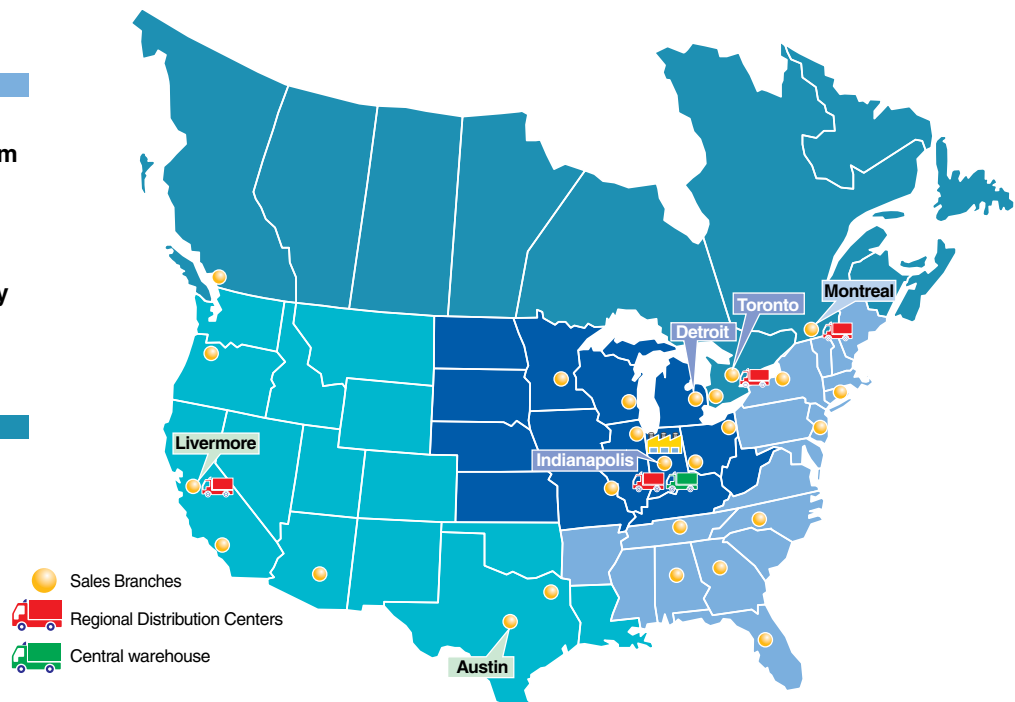 m
y
Montreal
Toronto
Detroit
Livermore
Indianapolis
Sales Branches
Regional Distribution Centers
Central warehouse
Austin